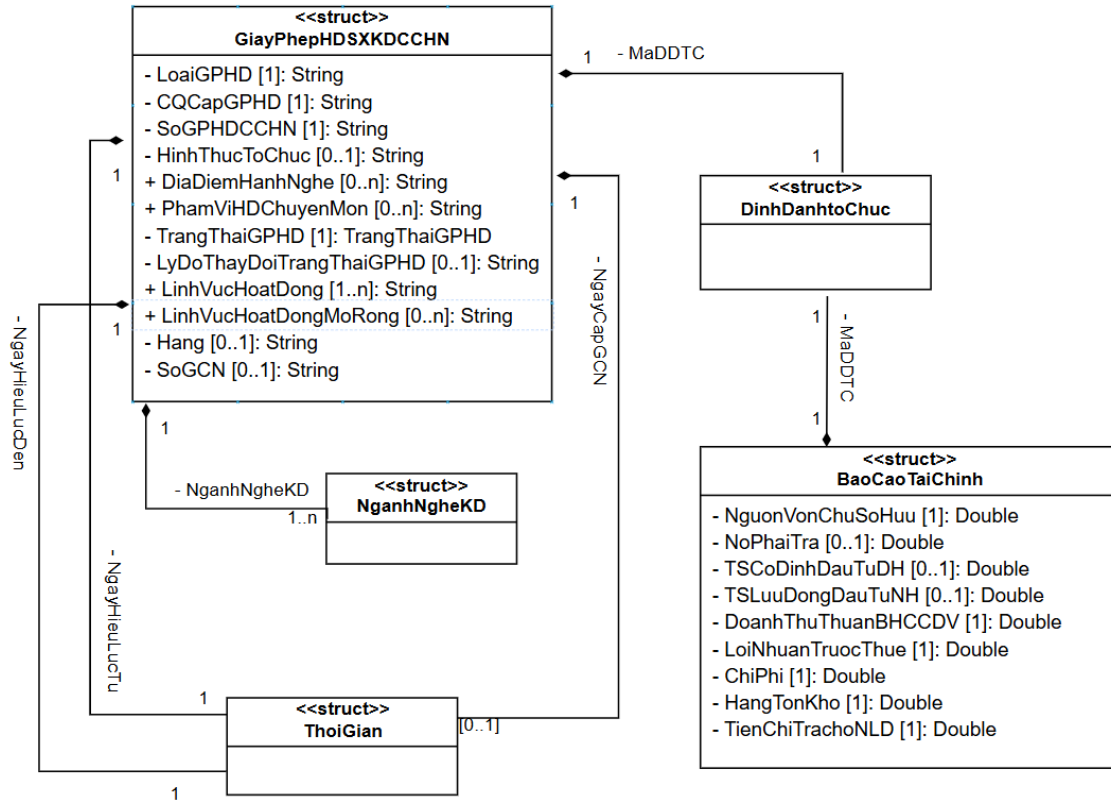 <<struct>>
GiayPhepHDSXKDCCHN
- LoaiGPHD [1]: String
- CQCapGPHD [1]: String
- SoGPHDCCHN [1]: String
- HinhThucToChuc [0..1]: String
+ DiaDiemHanhNghe [0..n]: String
+ PhamViHDChuyenMon [0..n]: String
- TrangThaiGPHD [1]: TrangThaiGPHD
- LyDoThayDoiTrangThaiGPHD [0..1]: String
+ LinhVucHoatDong [1..n]: String
+ LinhVucHoatDongMoRong [0..n]: String
- Hang [0..1]: String
- SoGCN [0..1]: String
1
- MaDDTC
1
<<struct>>
DinhDanhtoChuc
1
- MaDDTC
1
<<struct>>
BaoCaoTaiChinh
- NguonVonChuSoHuu [1]: Double
- NoPhaiTra [0..1]: Double
- TSCoDinhDauTuDH [0..1]: Double
- TSLuuDongDauTuNH [0..1]: Double
- DoanhThuThuanBHCCDV [1]: Double
- LoiNhuanTruocThue [1]: Double
- ChiPhi [1]: Double
- HangTonKho [1]: Double
- TienChiTrachoNLD [1]: Double
1
- NgayCapGCN
[0..1]
1
- NgayHieuLucTu
1
1
- NgayHieuLucDen
1
1
- NganhNgheKD
1..n
<<struct>>
NganhNgheKD
<<struct>>
ThoiGian